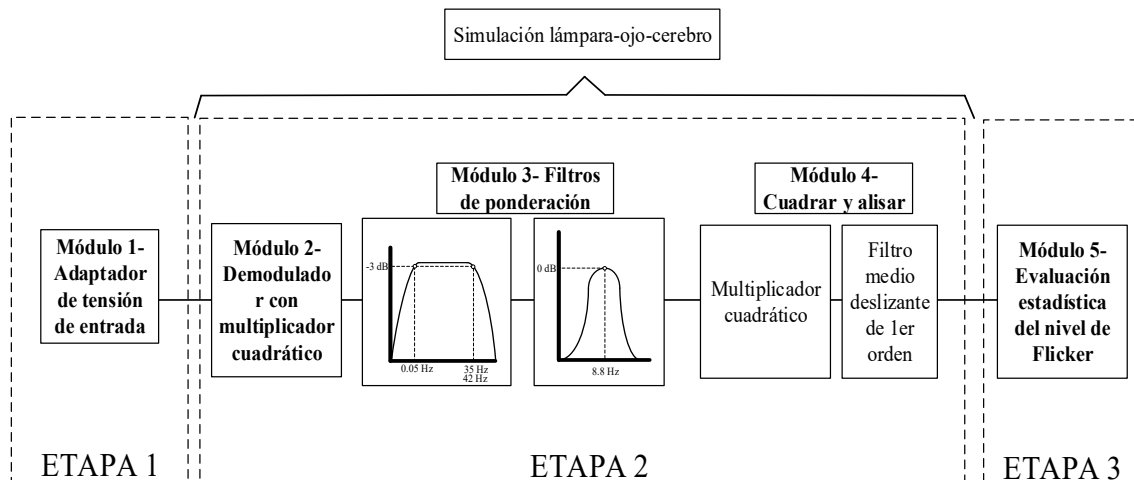 Simulación lámpara-ojo-cerebro
Módulo 3- Filtros
de ponderación
Módulo 4-
Cuadrar y alisar
Módulo 1-
Adaptador
de tensión
de entrada
Módulo 2-
Demodulado
r con
multiplicador
cuadrático
-3 dB
0.05 Hz
35 Hz
42 Hz
0 dB
8.8 Hz
Multiplicador
cuadrático
Filtro
medio
deslizante
de 1er
orden
Módulo 5-
Evaluación
estadística
del nivel de
Flicker
ETAPA 1
ETAPA 2
ETAPA 3